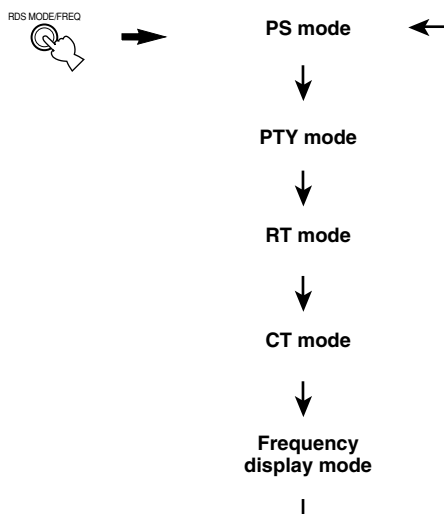 RDS MODE/FREQ
PS mode
PTY mode
RT mode
CT mode
Frequency
display mode